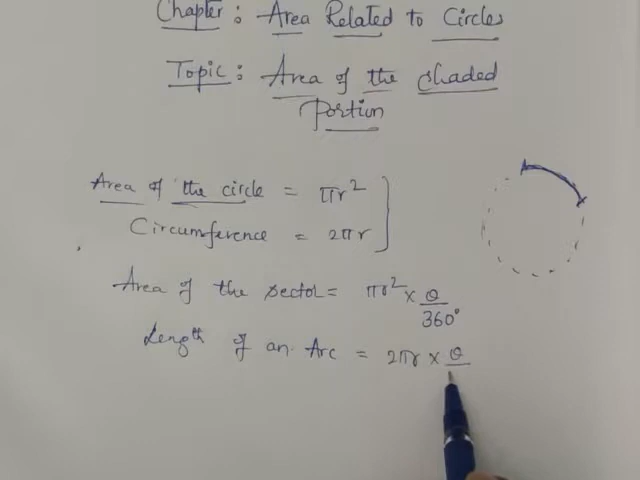 Chapter: Area Related to Circles
Topic: Area of the shaded
Portion
Area of the circle = πr²
Circumference = 2πr
Area of the sector = πr² × θ/360°
Length of an Arc = 2πr × θ/